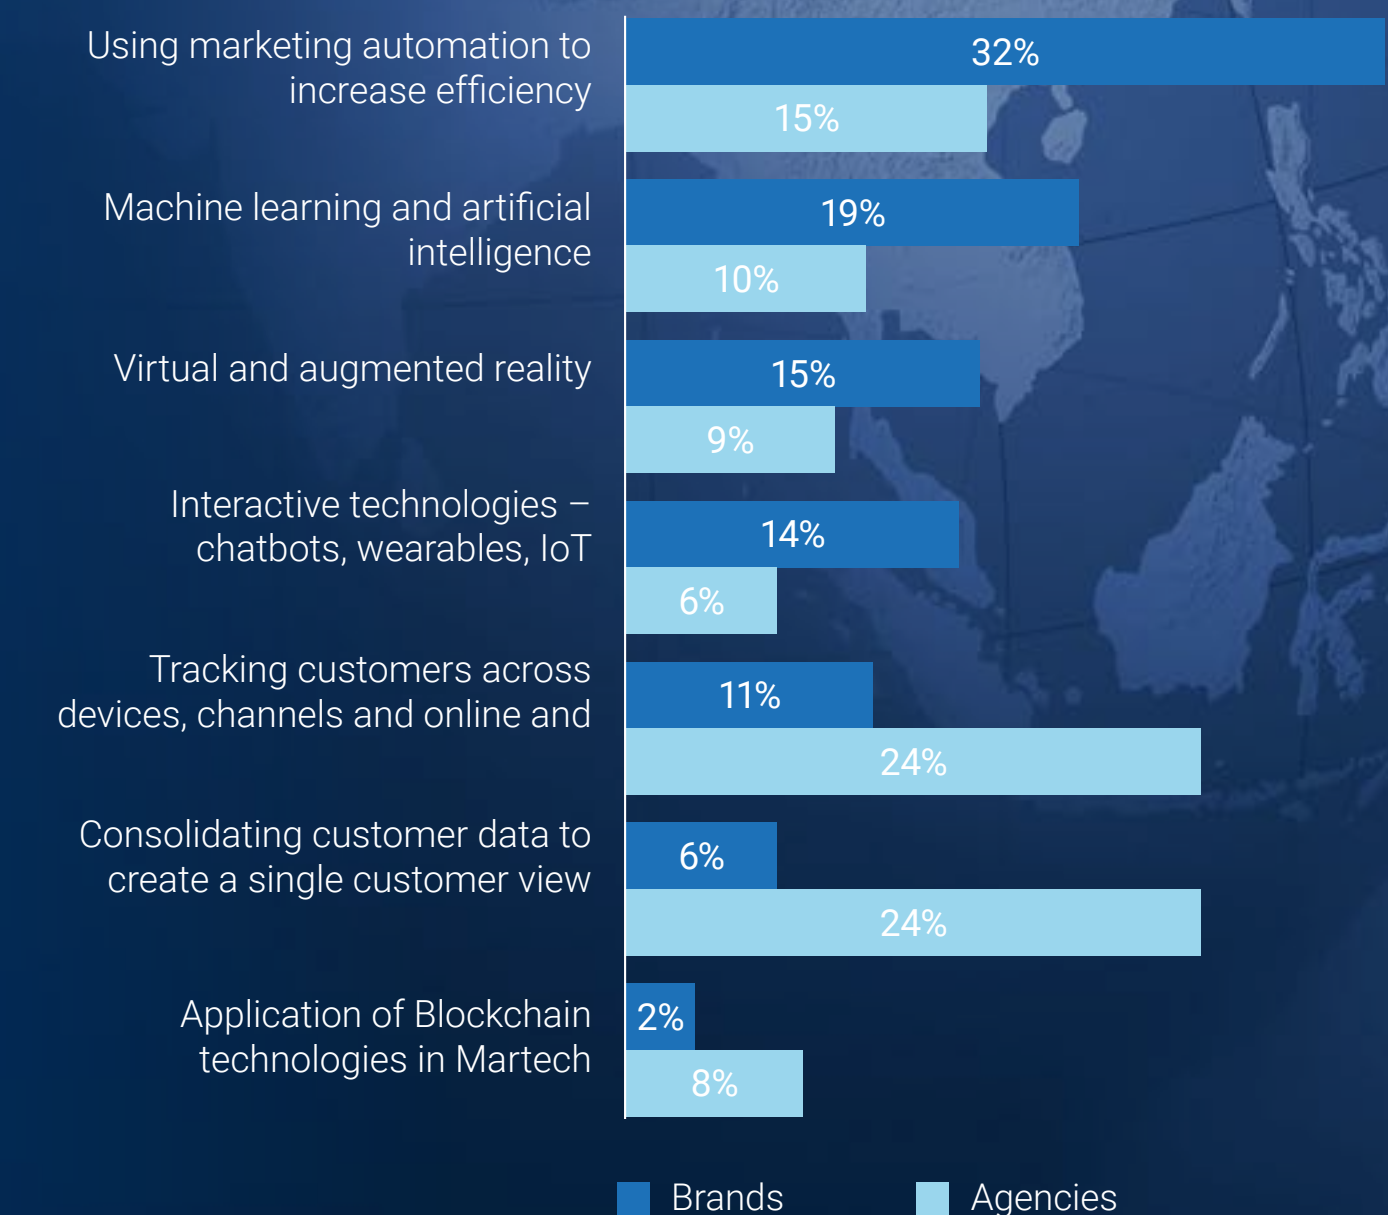 Using marketing automation to
increase efficiency
32%
15%
Machine learning and artificial
intelligence
19%
10%
Virtual and augmented reality
15%
9%
Interactive technologies –
chatbots, wearables, IoT
14%
6%
Tracking customers across
devices, channels and online and
11%
24%
Consolidating customer data to
create a single customer view
6%
24%
Application of Blockchain
technologies in Martech
2%
8%
Brands
Agencies